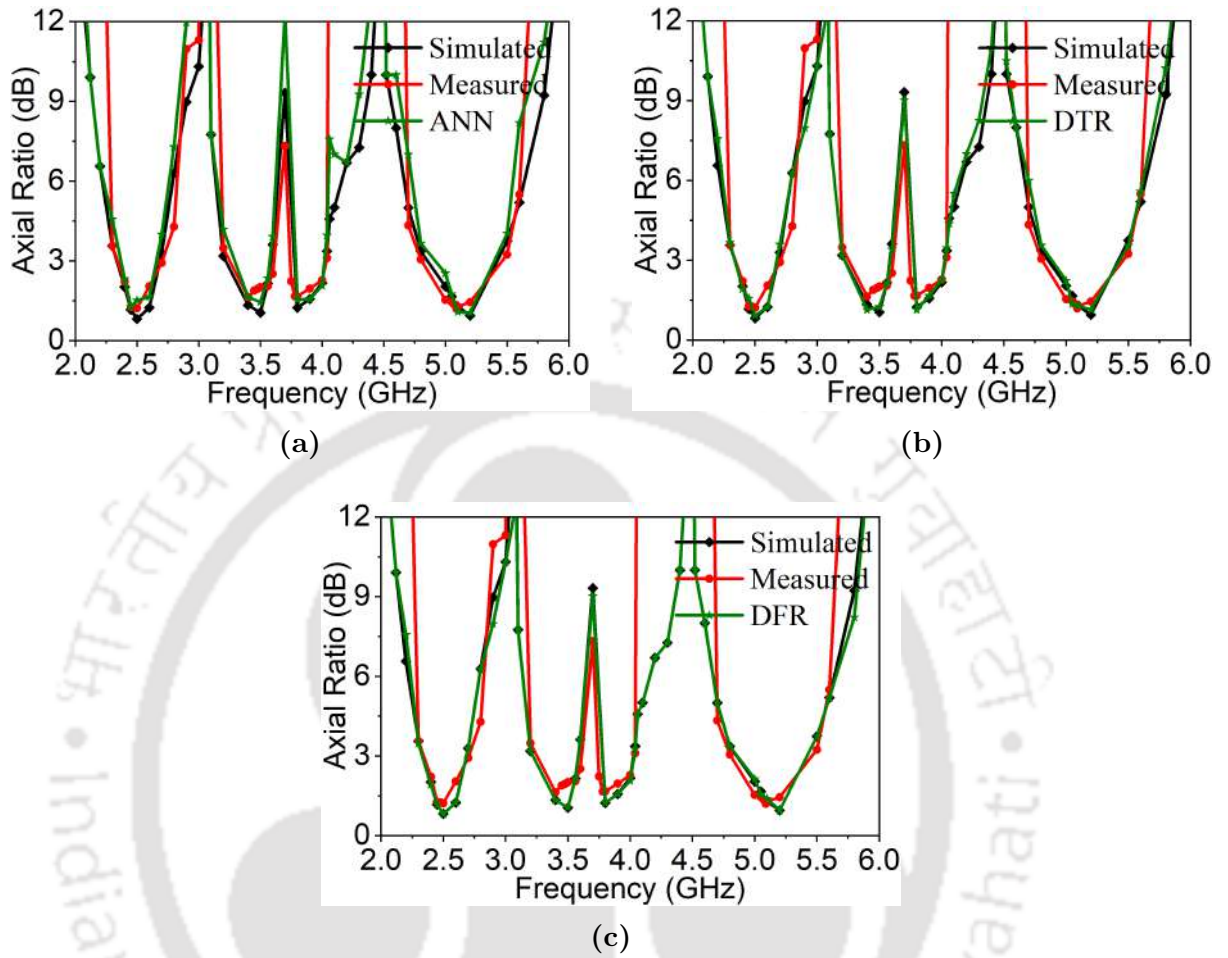 12
9
6
3
0
Axial Ratio (dB)
Simulated
Measured
ANN
2.0 2.5 3.0 3.5 4.0 4.5 5.0 5.5 6.0
Frequency (GHz)
(a)
12
9
6
3
0
Axial Ratio (dB)
Simulated
Measured
DTR
2.0 2.5 3.0 3.5 4.0 4.5 5.0 5.5 6.0
Frequency (GHz)
(b)
12
9
6
3
0
Axial Ratio (dB)
Simulated
Measured
DFR
2.0 2.5 3.0 3.5 4.0 4.5 5.0 5.5 6.0
Frequency (GHz)
(c)
भारतीय